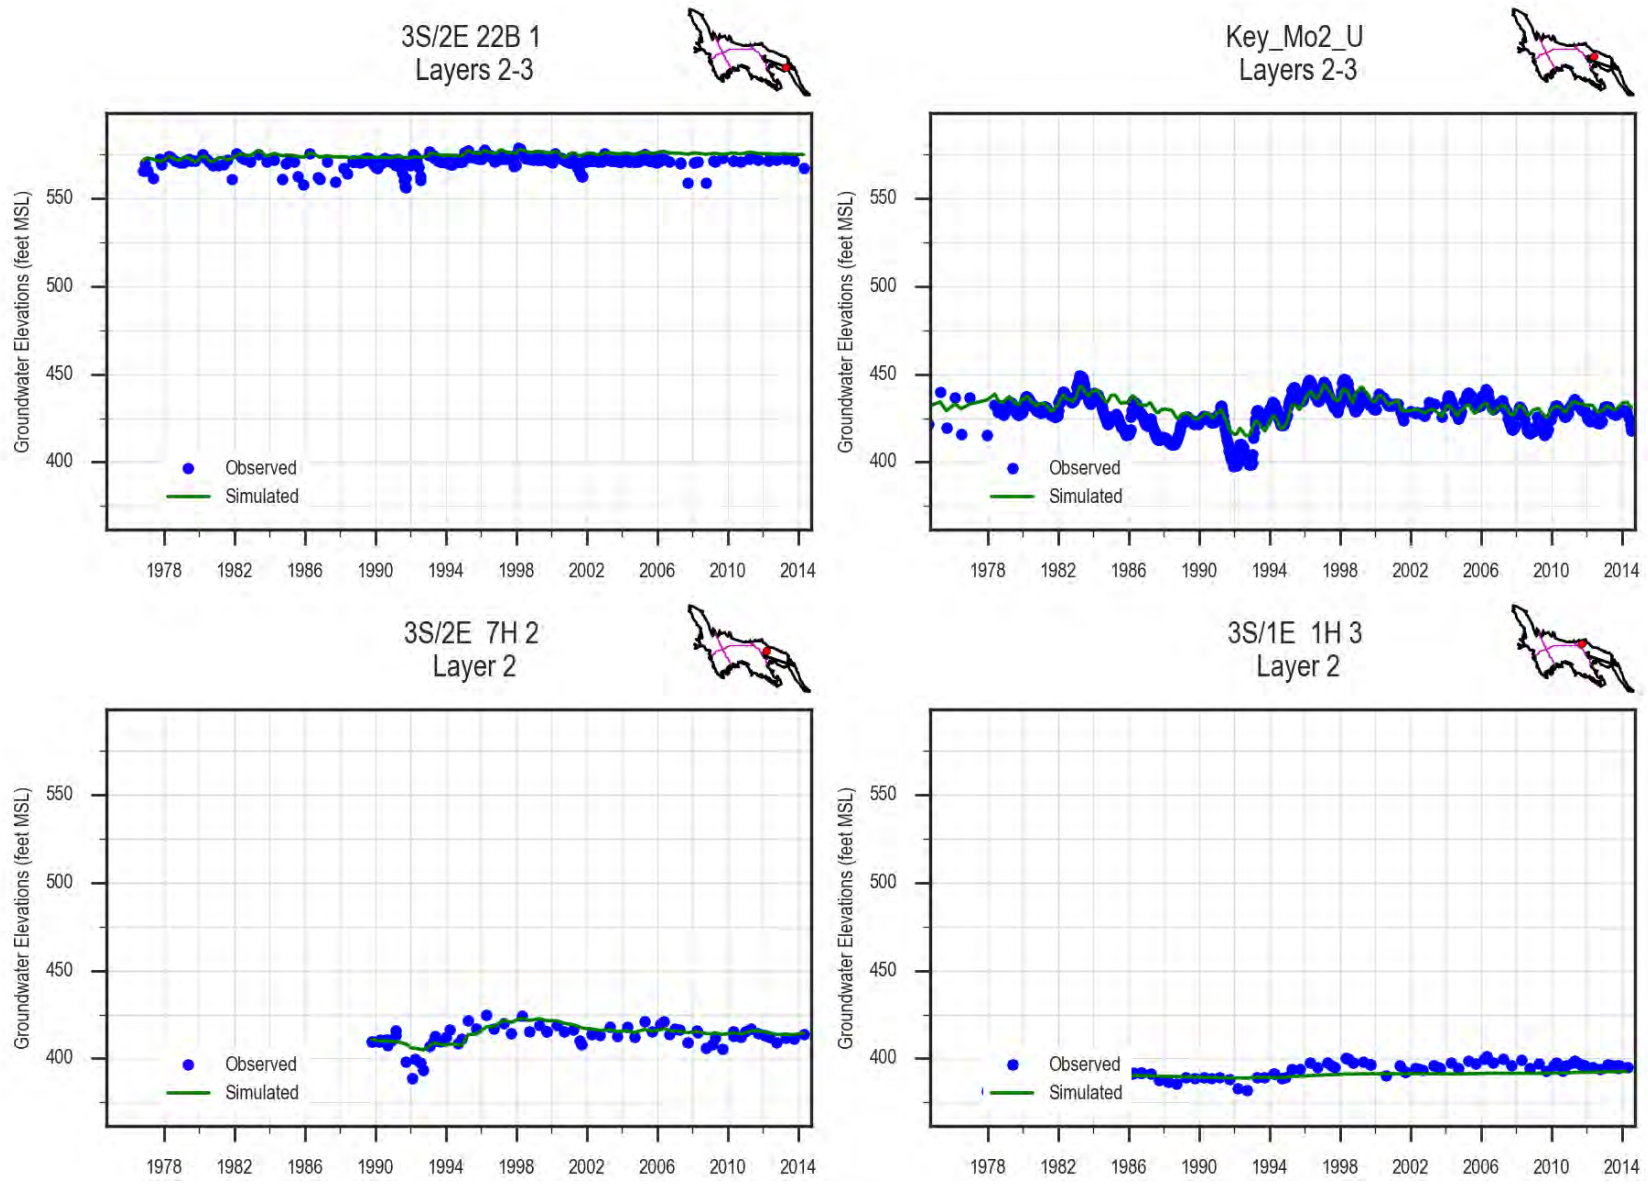 3S/2E 22B 1
Layers 2-3
Groundwater Elevations (feet MSL)
550
500
450
400
Observed
Simulated
1978 1982 1986 1990 1994 1998 2002 2006 2010 2014
Key_Mo2_U
Layers 2-3
Groundwater Elevations (feet MSL)
550
500
450
400
Observed
Simulated
1978 1982 1986 1990 1994 1998 2002 2006 2010 2014
3S/2E 7H 2
Layer 2
Groundwater Elevations (feet MSL)
550
500
450
400
Observed
Simulated
1978 1982 1986 1990 1994 1998 2002 2006 2010 2014
3S/1E 1H 3
Layer 2
Groundwater Elevations (feet MSL)
550
500
450
400
Observed
Simulated
1978 1982 1986 1990 1994 1998 2002 2006 2010 2014